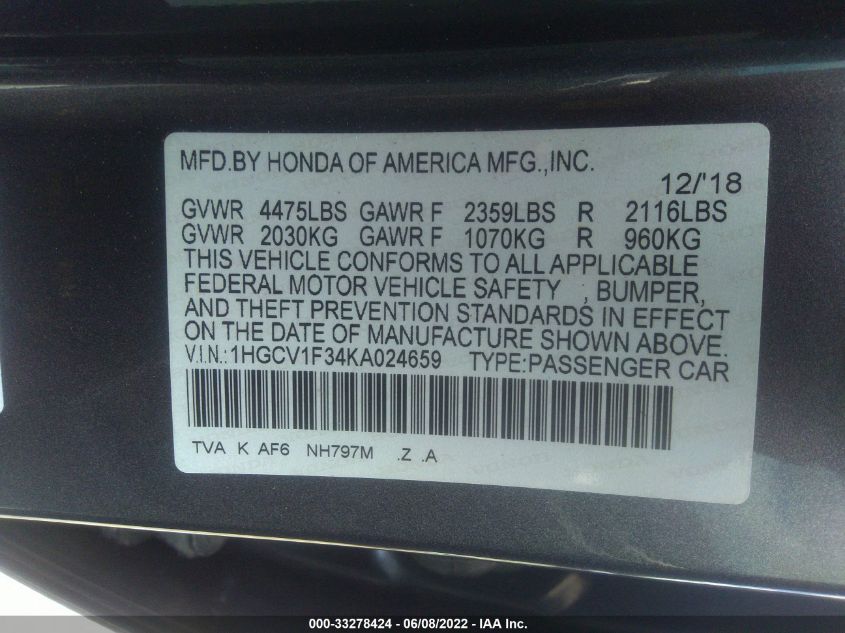 MFD.BY HONDA OF AMERICA MFG.,INC.
12/'18
GVWR 4475LBS GAWR F 2359LBS R 2116LBS
GVWR 2030KG GAWR F 1070KG R 960KG
THIS VEHICLE CONFORMS TO ALL APPLICABLE
FEDERAL MOTOR VEHICLE SAFETY , BUMPER,
AND THEFT PREVENTION STANDARDS IN EFFECT
ON THE DATE OF MANUFACTURE SHOWN ABOVE.
V.I.N.:1HGCV1F34KA024659 TYPE:PASSENGER CAR
TVA K AF6 NH797M .Z .A
000-33278424 - 06/08/2022 - IAA Inc.